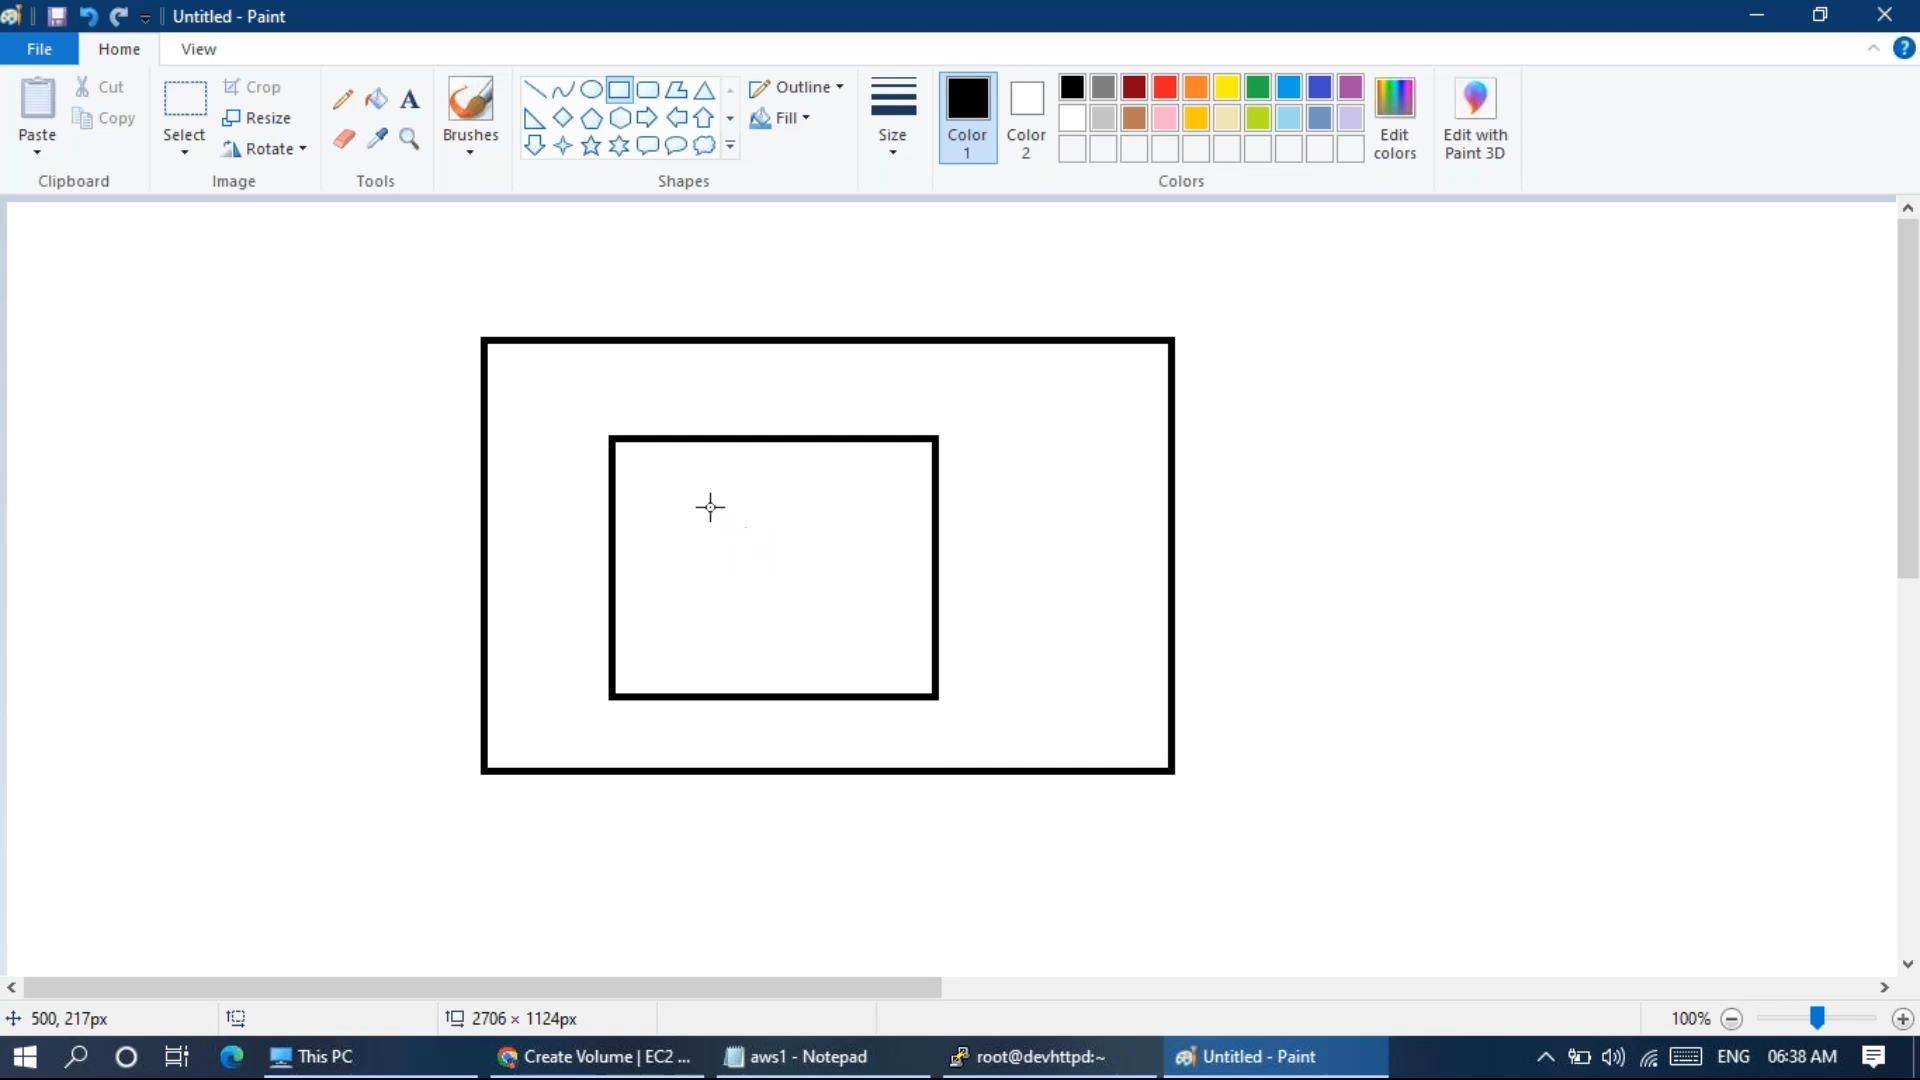 Untitled - Paint
File Home View
Paste Cut Copy
Clipboard
Select Crop Resize Rotate
Image
A
Tools
Brushes
Outline
Fill
Shapes
Size
Color 1
Color 2
Edit colors
Colors
Edit with Paint 3D
?
500, 217px
2706 × 1124px
100%
This PC
Create Volume | EC2 ...
aws1 - Notepad
root@devhttpd:~
Untitled - Paint
ENG
06:38 AM